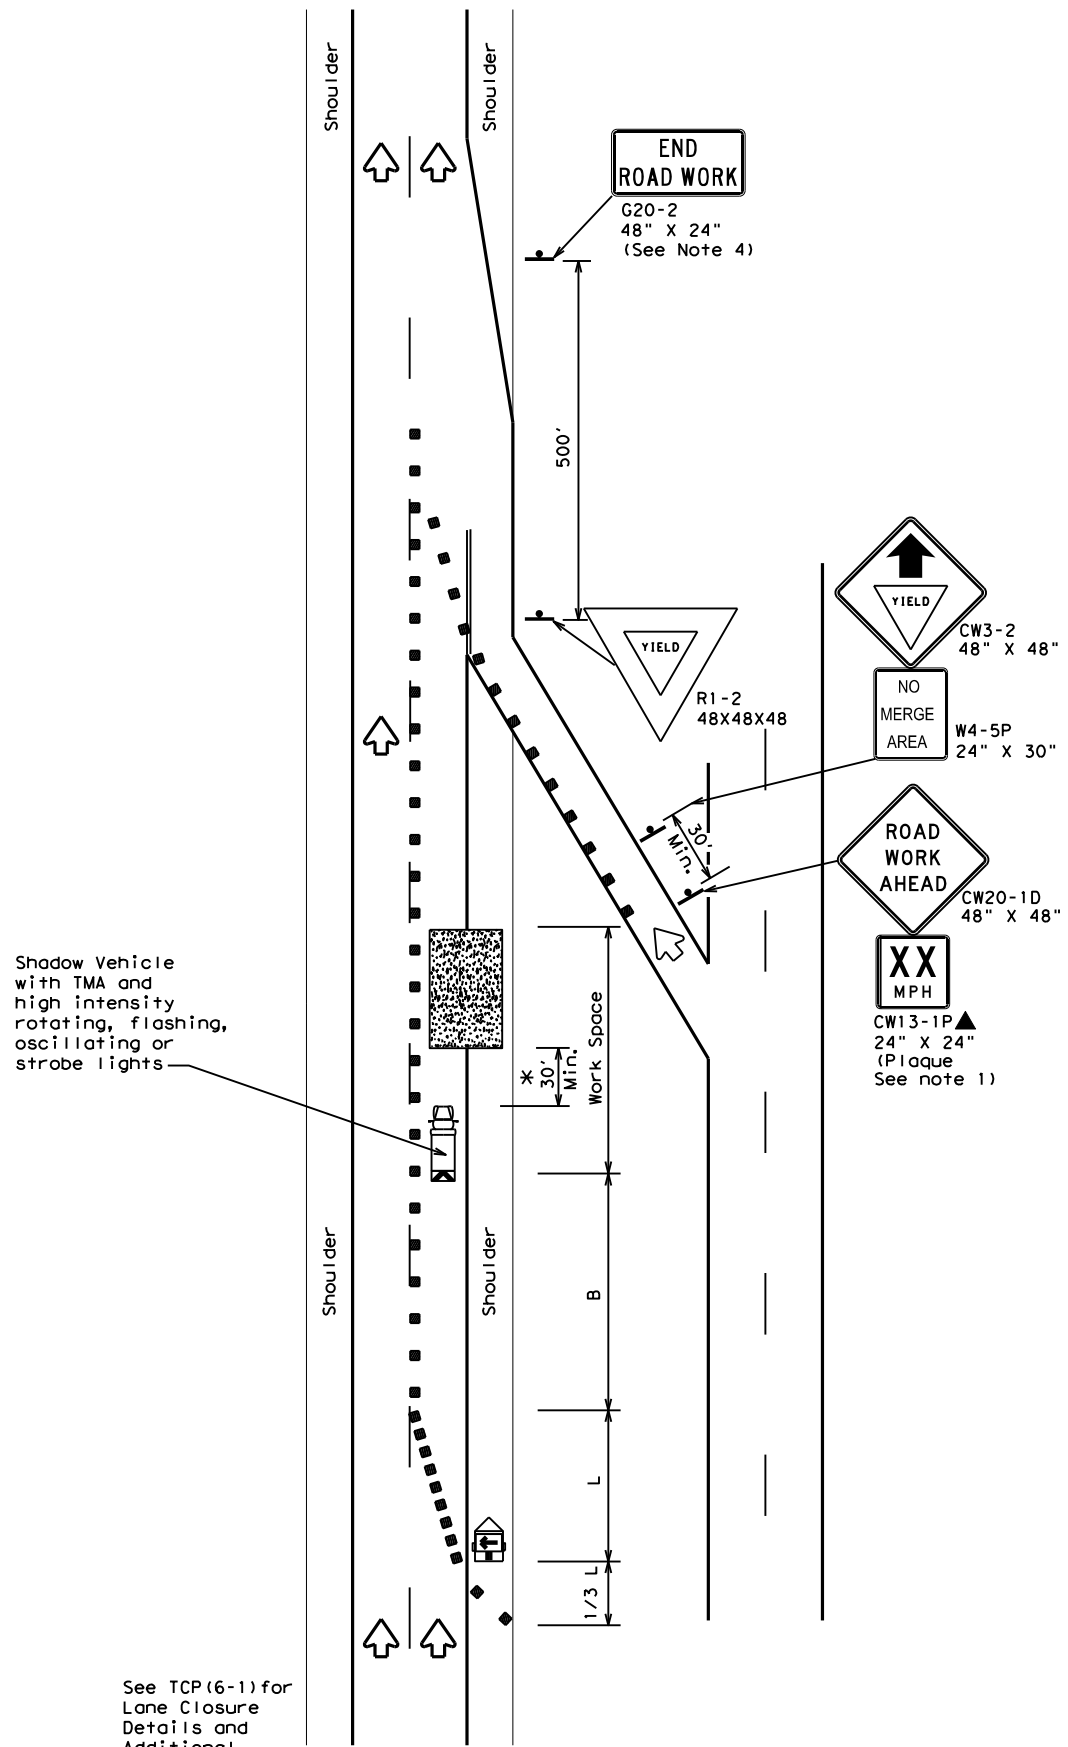 Shoulder
Shoulder
END
ROAD WORK
G20-2
48" X 24"
(See Note 4)
500'
YIELD
CW3-2
48" X 48"
YIELD
R1-2
48X48X48
NO
MERGE
AREA
W4-5P
24" X 30"
30'
Min.
ROAD
WORK
AHEAD
CW20-1D
48" X 48"
XX
MPH
CW13-1P
24" X 24"
(Plaque
See note 1)
Shadow Vehicle
with TMA and
high intensity
rotating, flashing,
oscillating or
strobe lights
*
30'
Min.
Work Space
Shoulder
Shoulder
B
L
1/3 L
See TCP(6-1)for
Lane Closure
Details and
Additional